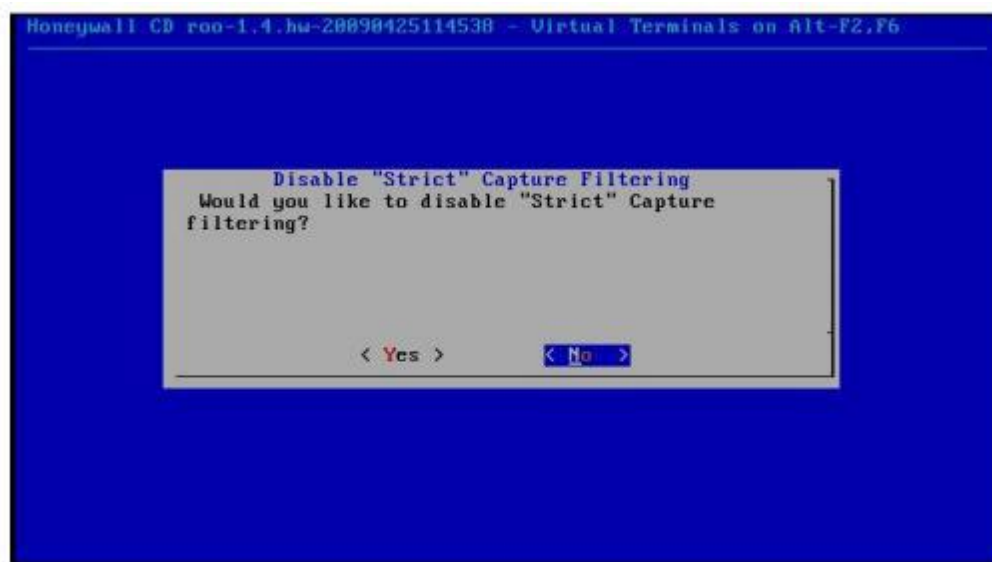 Honeywall CD roo-1.4.hw-20090425114538 - Virtual Terminals on Alt-F2,F6
Disable "Strict" Capture Filtering
Would you like to disable "Strict" Capture
filtering?
< Yes > < No >